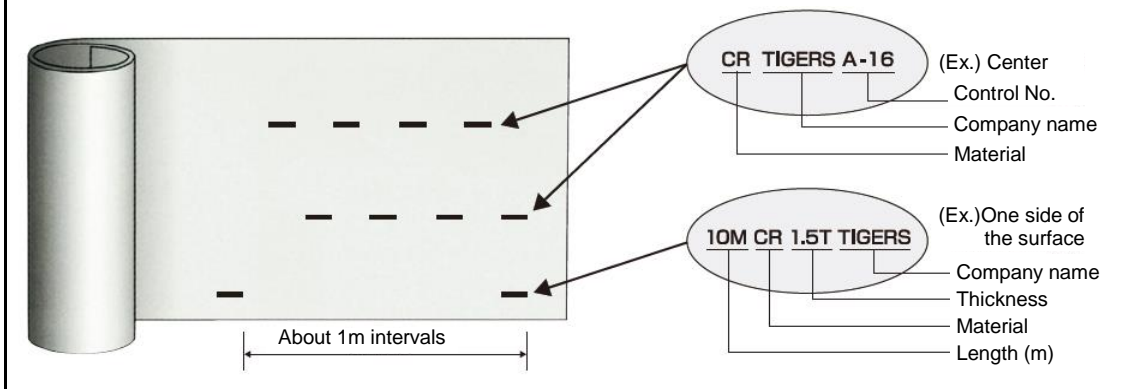 CR TIGERS A-16
(Ex.) Center
Control No.
Company name
Material
10M CR 1.5T TIGERS
(Ex.)One side of
the surface
Company name
Thickness
Material
Length (m)
About 1m intervals